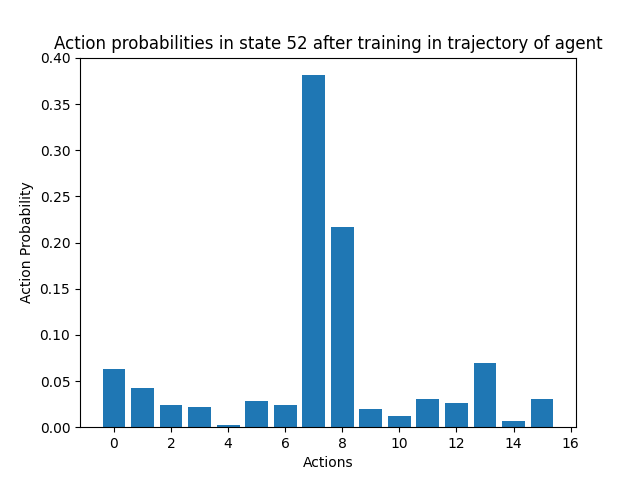 Action probabilities in state 52 after training in trajectory of agent
0.40
0.35
0.30
0.25
0.20
0.15
0.10
0.05
0.00
Action Probability
0 2 4 6 8 10 12 14 16
Actions